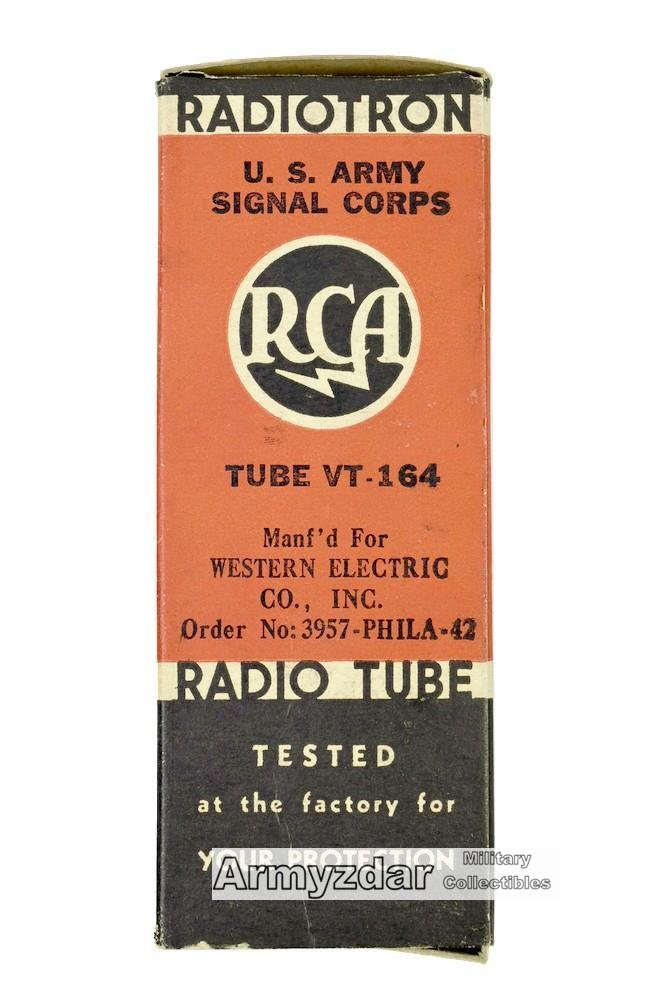 RADIOTRON
U. S. ARMY
SIGNAL CORPS
RCA
TUBE VT-164
Manf'd For
WESTERN ELECTRIC
CO., INC.
Order No: 3957-PHILA-42
RADIO TUBE
TESTED
at the factory for
YOUR PROTECTION
Armyzdar Military
Collectibles